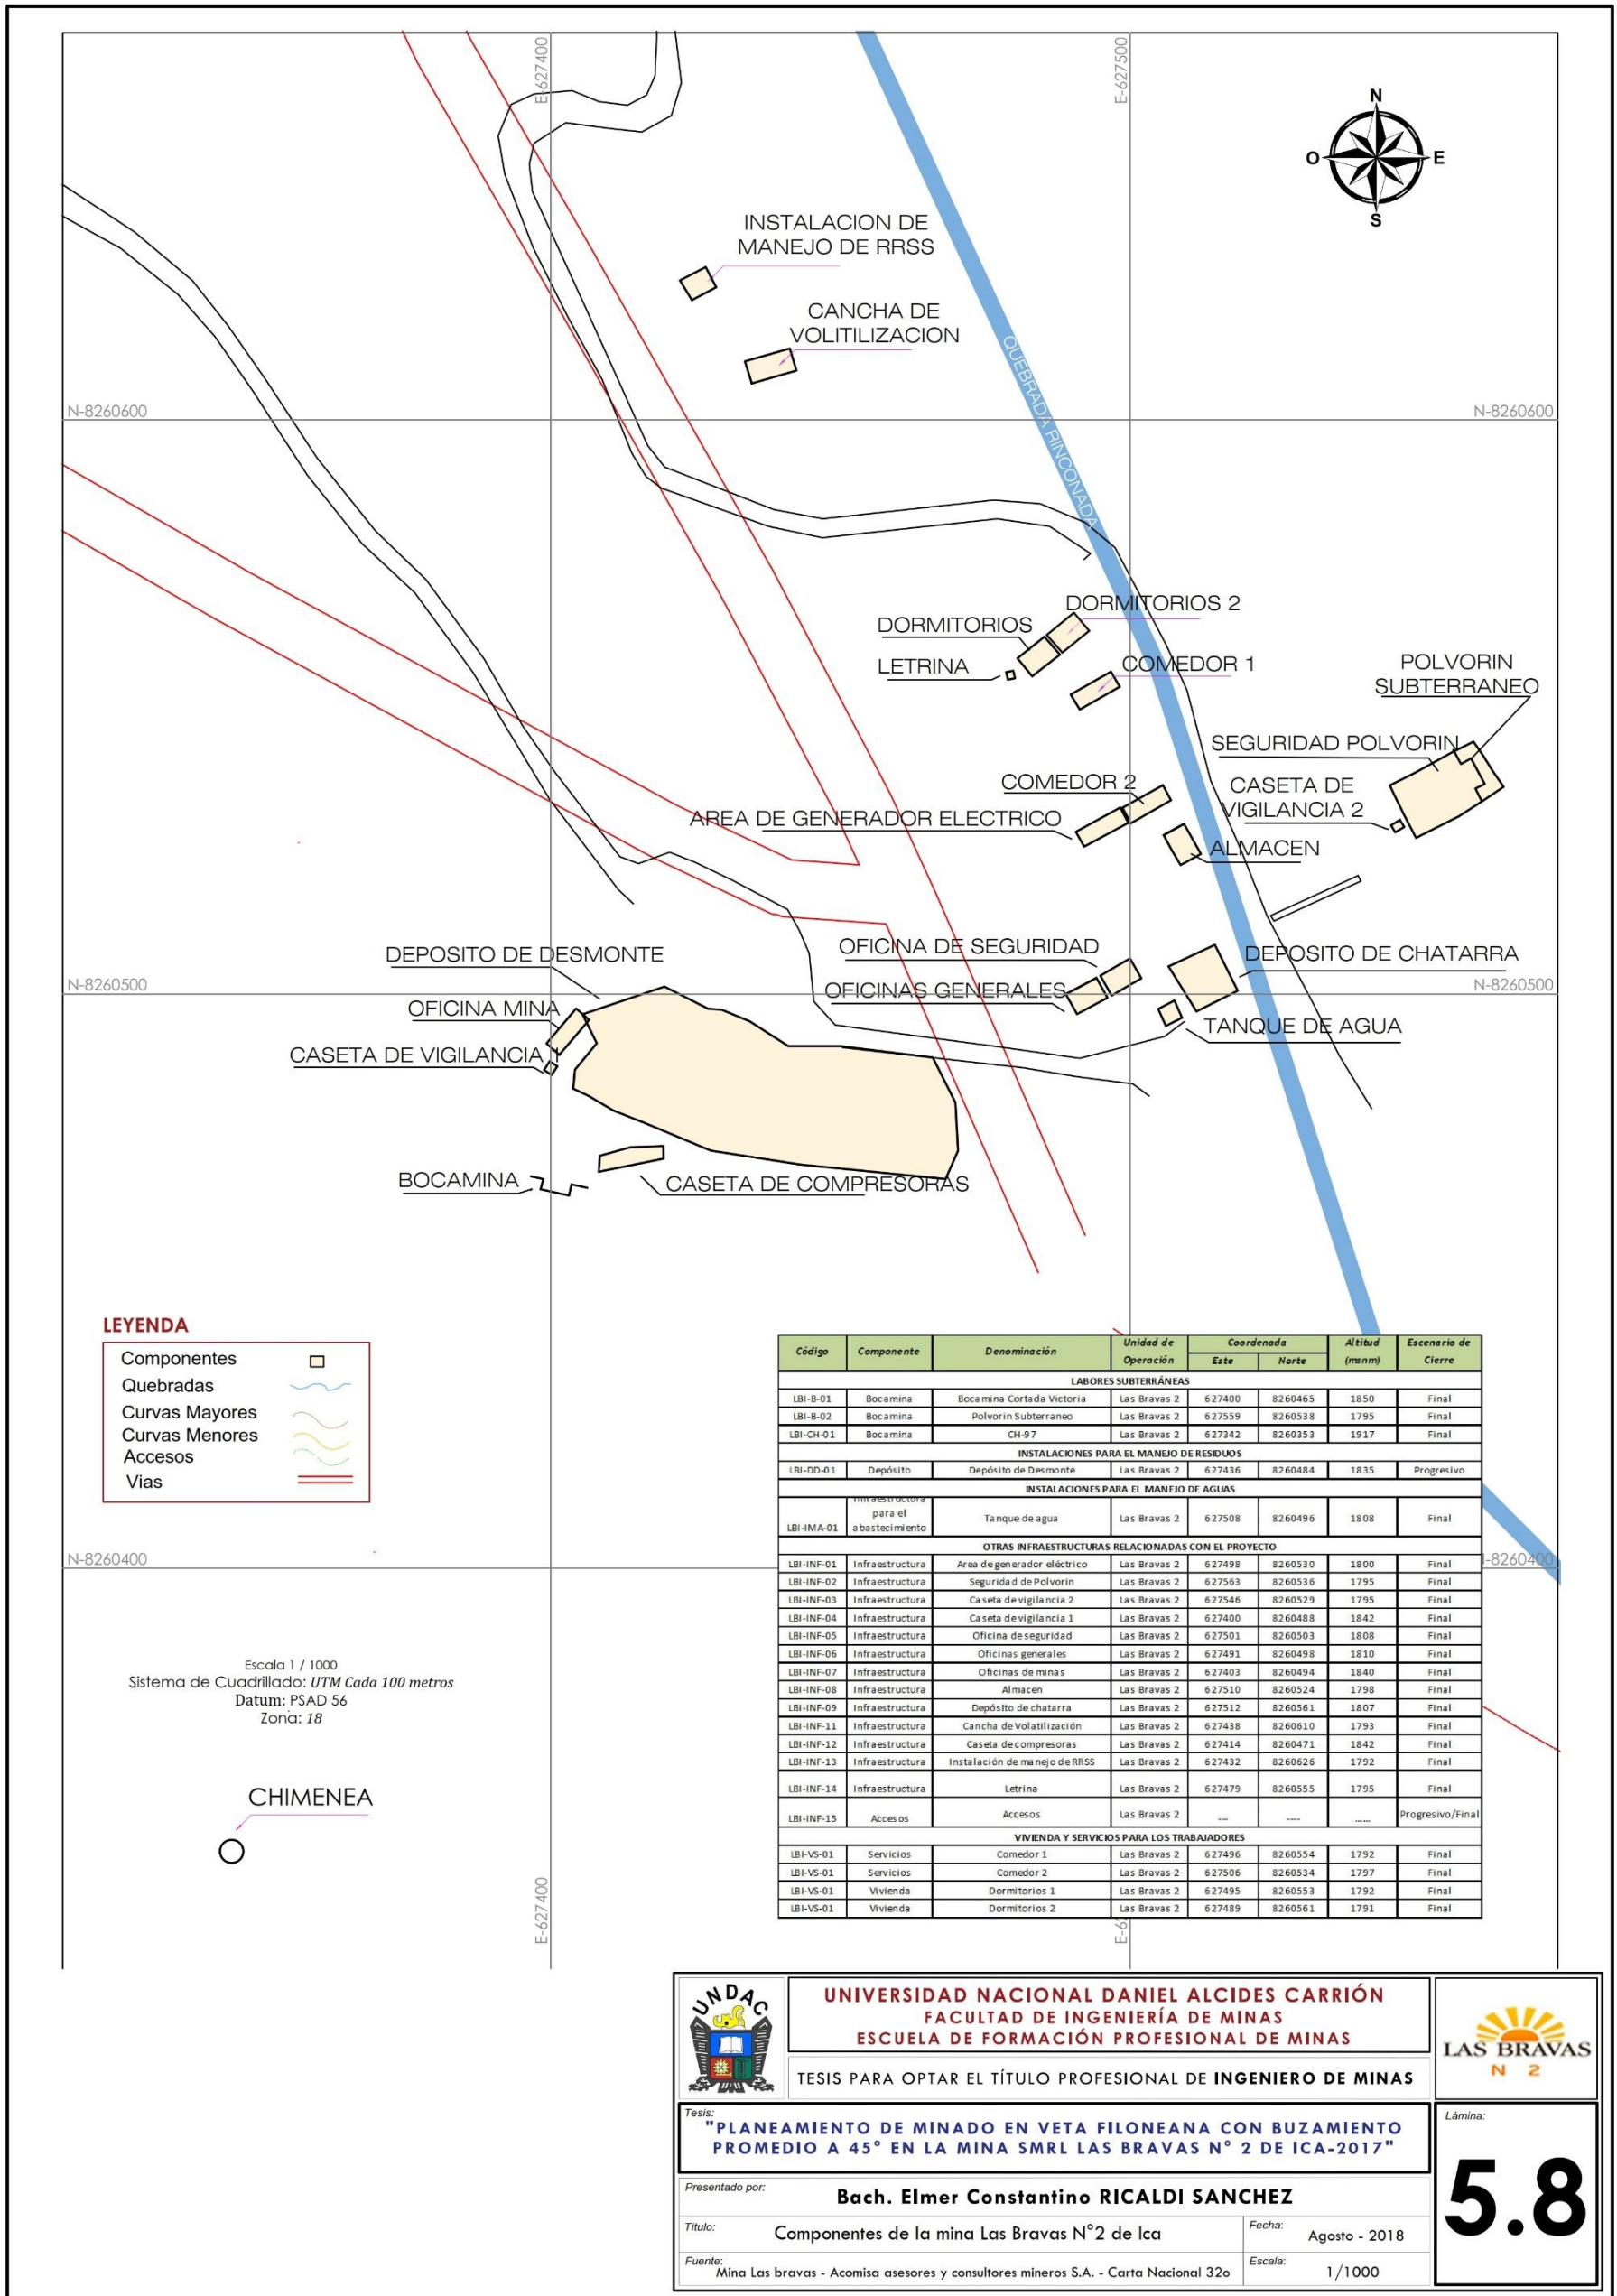 E-627400
E-627500
N
O
E
S
INSTALACION DE
MANEJO DE RRSS
CANCHA DE
VOLITILIZACION
QUEBRADA RINCONADA
N-8260600
N-8260600
DORMITORIOS 2
DORMITORIOS
LETRINA
COMEDOR 1
POLVORIN
SUBTERRANEO
SEGURIDAD POLVORIN
COMEDOR 2
CASETA DE
VIGILANCIA 2
AREA DE GENERADOR ELECTRICO
ALMACEN
DEPOSITO DE DESMONTE
OFICINA DE SEGURIDAD
DEPOSITO DE CHATARRA
N-8260500
OFICINAS GENERALES
N-8260500
OFICINA MINA
TANQUE DE AGUA
CASETA DE VIGILANCIA 1
BOCAMINA
CASETA DE COMPRESORAS
LEYENDA
Componentes
Quebradas
Curvas Mayores
Curvas Menores
Accesos
Vias
Código Componente Denominación Unidad de Operación Coordenada Este Norte Altitud (msnm) Escenario de Cierre
LABORES SUBTERRÁNEAS
LBI-B-01 Bocamina Bocamina Cortada Victoria Las Bravas 2 627400 8260465 1850 Final
LBI-B-02 Bocamina Polvorin Subterraneo Las Bravas 2 627559 8260538 1795 Final
LBI-CH-01 Bocamina CH-97 Las Bravas 2 627342 8260353 1917 Final
INSTALACIONES PARA EL MANEJO DE RESIDUOS
LBI-DD-01 Depósito Depósito de Desmonte Las Bravas 2 627436 8260484 1835 Progresivo
INSTALACIONES PARA EL MANEJO DE AGUAS
LBI-IMA-01 Infraestructura para el abastecimiento Tanque de agua Las Bravas 2 627508 8260496 1808 Final
OTRAS INFRAESTRUCTURAS RELACIONADAS CON EL PROYECTO
LBI-INF-01 Infraestructura Area de generador eléctrico Las Bravas 2 627498 8260530 1800 Final
LBI-INF-02 Infraestructura Seguridad de Polvorin Las Bravas 2 627563 8260536 1795 Final
LBI-INF-03 Infraestructura Caseta de vigilancia 2 Las Bravas 2 627546 8260529 1795 Final
LBI-INF-04 Infraestructura Caseta de vigilancia 1 Las Bravas 2 627400 8260488 1842 Final
LBI-INF-05 Infraestructura Oficina de seguridad Las Bravas 2 627501 8260503 1808 Final
LBI-INF-06 Infraestructura Oficinas generales Las Bravas 2 627491 8260498 1810 Final
LBI-INF-07 Infraestructura Oficinas de minas Las Bravas 2 627403 8260494 1840 Final
LBI-INF-08 Infraestructura Almacen Las Bravas 2 627510 8260524 1798 Final
LBI-INF-09 Infraestructura Depósito de chatarra Las Bravas 2 627512 8260561 1807 Final
LBI-INF-11 Infraestructura Cancha de Volatilización Las Bravas 2 627438 8260610 1793 Final
LBI-INF-12 Infraestructura Caseta de compresoras Las Bravas 2 627414 8260471 1842 Final
LBI-INF-13 Infraestructura Instalación de manejo de RRSS Las Bravas 2 627432 8260626 1792 Final
LBI-INF-14 Infraestructura Letrina Las Bravas 2 627479 8260555 1795 Final
LBI-INF-15 Accesos Accesos Las Bravas 2 --- ---- ...... Progresivo/Final
VIVIENDA Y SERVICIOS PARA LOS TRABAJADORES
LBI-VS-01 Servicios Comedor 1 Las Bravas 2 627496 8260554 1792 Final
LBI-VS-01 Servicios Comedor 2 Las Bravas 2 627506 8260534 1797 Final
LBI-VS-01 Vivienda Dormitorios 1 Las Bravas 2 627495 8260553 1792 Final
LBI-VS-01 Vivienda Dormitorios 2 Las Bravas 2 627489 8260561 1791 Final
N-8260400
-8260400
Escala 1 / 1000
Sistema de Cuadrillado: UTM Cada 100 metros
Datum: PSAD 56
Zona: 18
CHIMENEA
E-627400
E-6
UNDAC
UNIVERSIDAD NACIONAL DANIEL ALCIDES CARRIÓN
FACULTAD DE INGENIERÍA DE MINAS
ESCUELA DE FORMACIÓN PROFESIONAL DE MINAS
TESIS PARA OPTAR EL TÍTULO PROFESIONAL DE INGENIERO DE MINAS
LAS BRAVAS
N 2
Tesis:
"PLANEAMIENTO DE MINADO EN VETA FILONEANA CON BUZAMIENTO
PROMEDIO A 45° EN LA MINA SMRL LAS BRAVAS N° 2 DE ICA-2017"
Lámina:
5.8
Presentado por:
Bach. Elmer Constantino RICALDI SANCHEZ
Titulo:
Componentes de la mina Las Bravas N°2 de Ica
Fecha:
Agosto - 2018
Fuente:
Mina Las bravas - Acomisa asesores y consultores mineros S.A. - Carta Nacional 32o
Escala:
1/1000